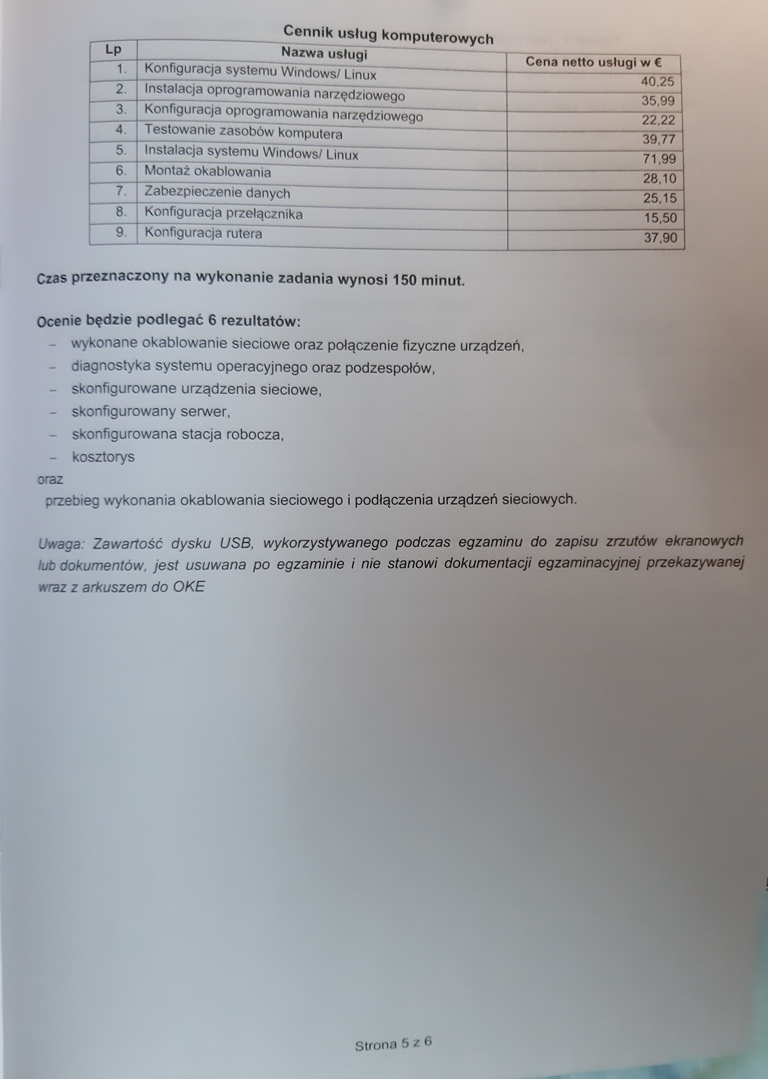 Cennik usług komputerowych
Lp Nazwa usługi Cena netto usługi w €
1. Konfiguracja systemu Windows/ Linux 40,25
2. Instalacja oprogramowania narzędziowego 35,99
3. Konfiguracja oprogramowania narzędziowego 22,22
4. Testowanie zasobów komputera 39,77
5. Instalacja systemu Windows/ Linux 71,99
6. Montaż okablowania 28,10
7. Zabezpieczenie danych 25,15
8. Konfiguracja przełącznika 15,50
9. Konfiguracja rutera 37,90
Czas przeznaczony na wykonanie zadania wynosi 150 minut.
Ocenie będzie podlegać 6 rezultatów:
– wykonane okablowanie sieciowe oraz połączenie fizyczne urządzeń,
– diagnostyka systemu operacyjnego oraz podzespołów,
– skonfigurowane urządzenia sieciowe,
– skonfigurowany serwer,
– skonfigurowana stacja robocza,
– kosztorys
oraz
przebieg wykonania okablowania sieciowego i podłączenia urządzeń sieciowych.
Uwaga: Zawartość dysku USB, wykorzystywanego podczas egzaminu do zapisu zrzutów ekranowych
lub dokumentów, jest usuwana po egzaminie i nie stanowi dokumentacji egzaminacyjnej przekazywanej
wraz z arkuszem do OKE
Strona 5 z 6